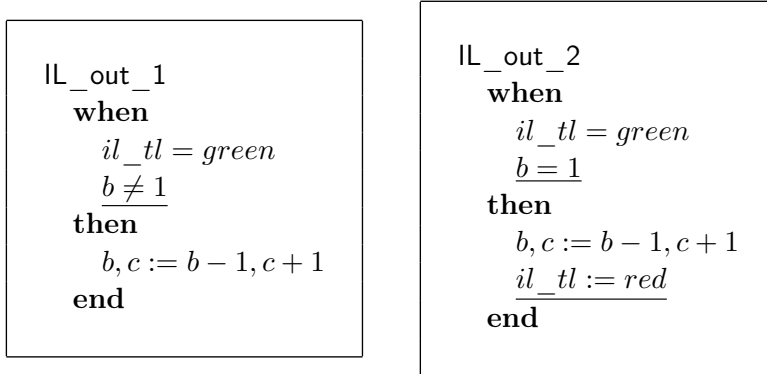 IL_out_1
when
il_tl = green
b ≠ 1
then
b, c := b − 1, c + 1
end
IL_out_2
when
il_tl = green
b = 1
then
b, c := b − 1, c + 1
il_tl := red
end